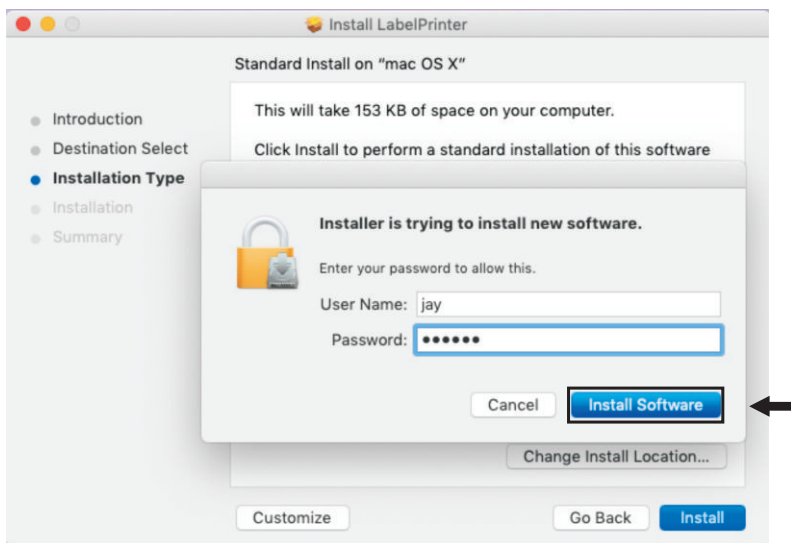 Install LabelPrinter
Standard Install on “mac OS X”
Introduction
Destination Select
Installation Type
Installation
Summary
This will take 153 KB of space on your computer.
Click Install to perform a standard installation of this software
Installer is trying to install new software.
Enter your password to allow this.
User Name: jay
Password: ••••••
Cancel Install Software
Change Install Location...
Customize Go Back Install